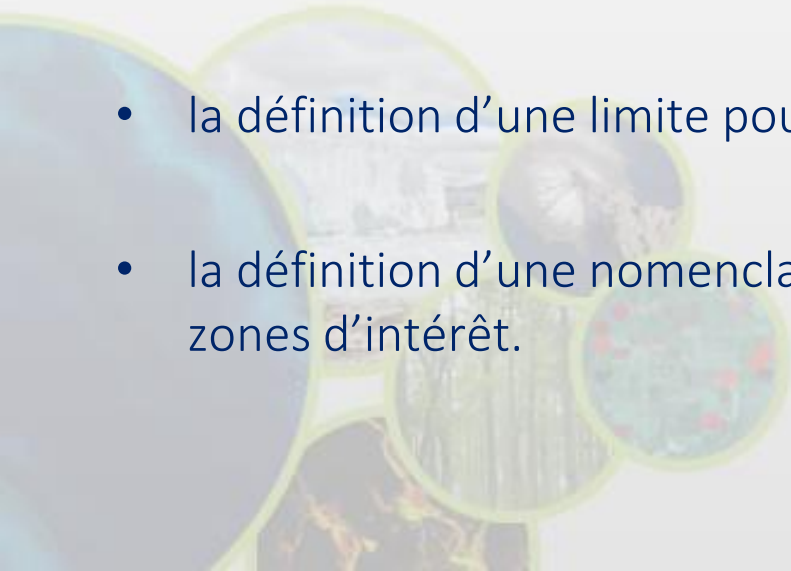 • la définition d’une limite pou
• la définition d’une nomencla
zones d’intérêt.